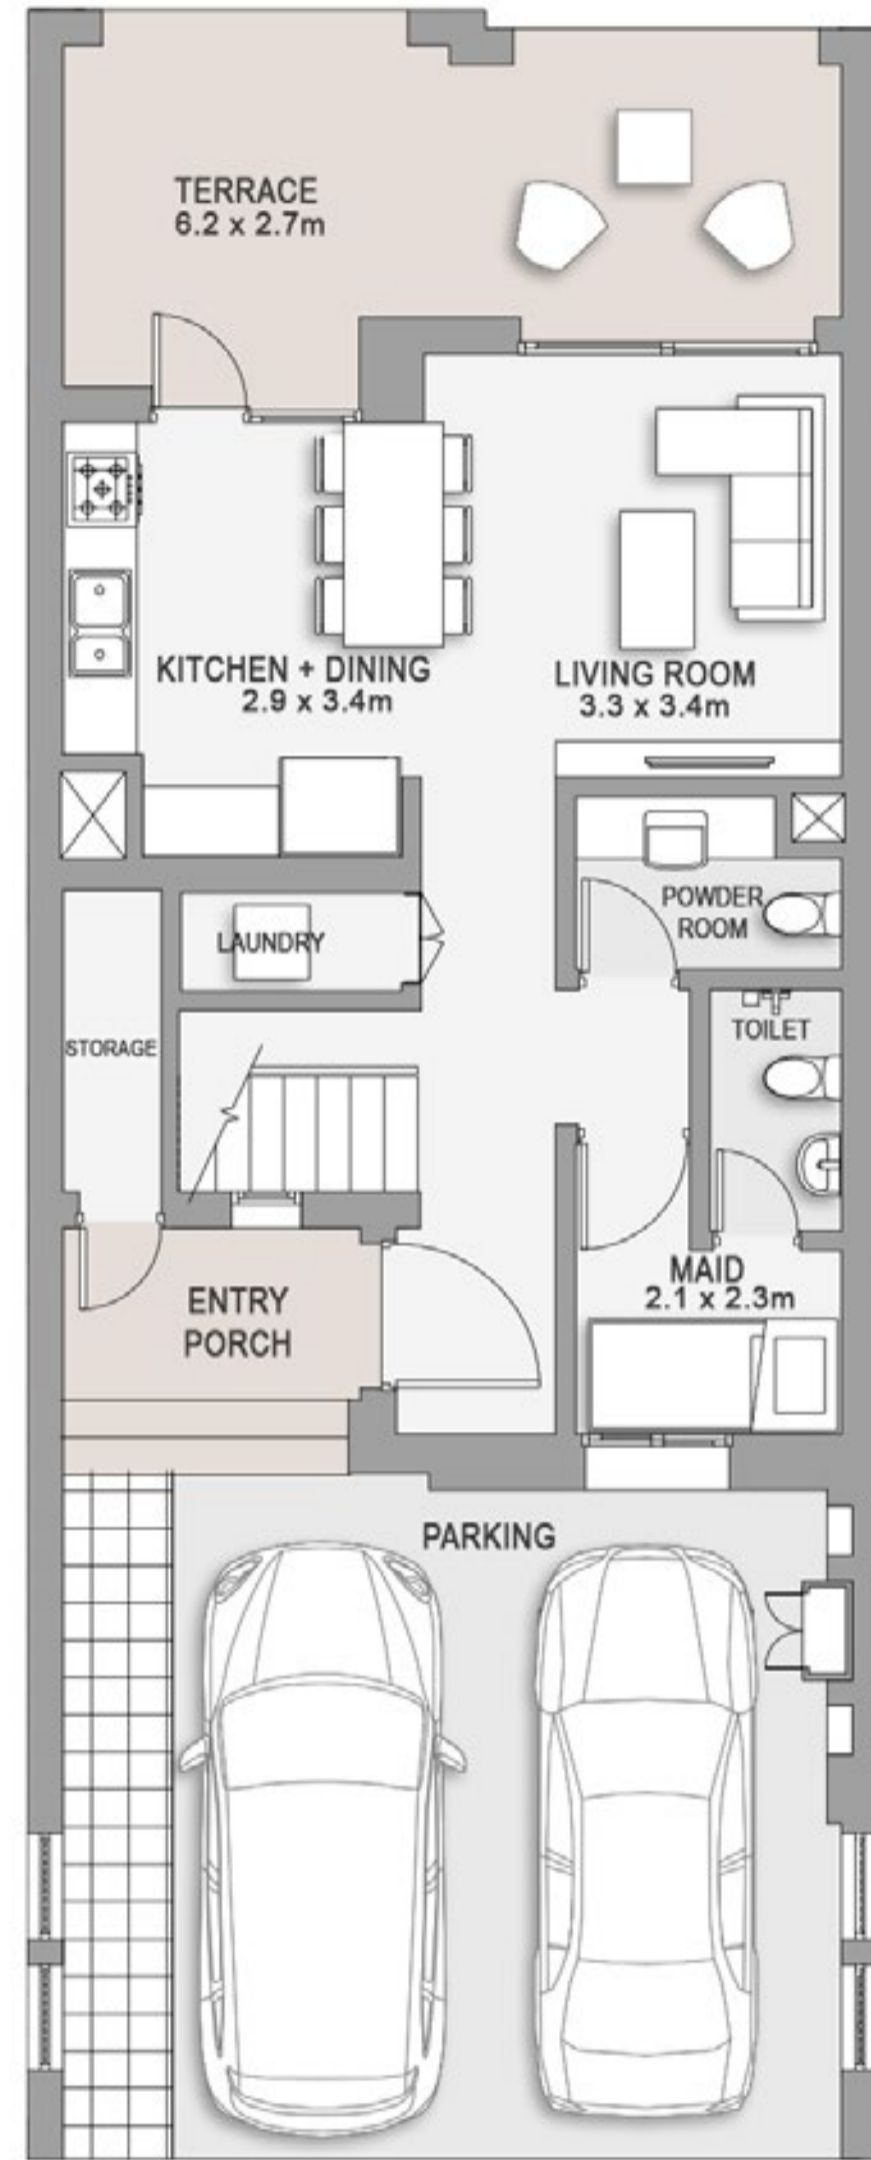 TERRACE
6.2 x 2.7m
KITCHEN + DINING
2.9 x 3.4m
LIVING ROOM
3.3 x 3.4m
POWDER
ROOM
LAUNDRY
TOILET
STORAGE
MAID
2.1 x 2.3m
ENTRY
PORCH
PARKING